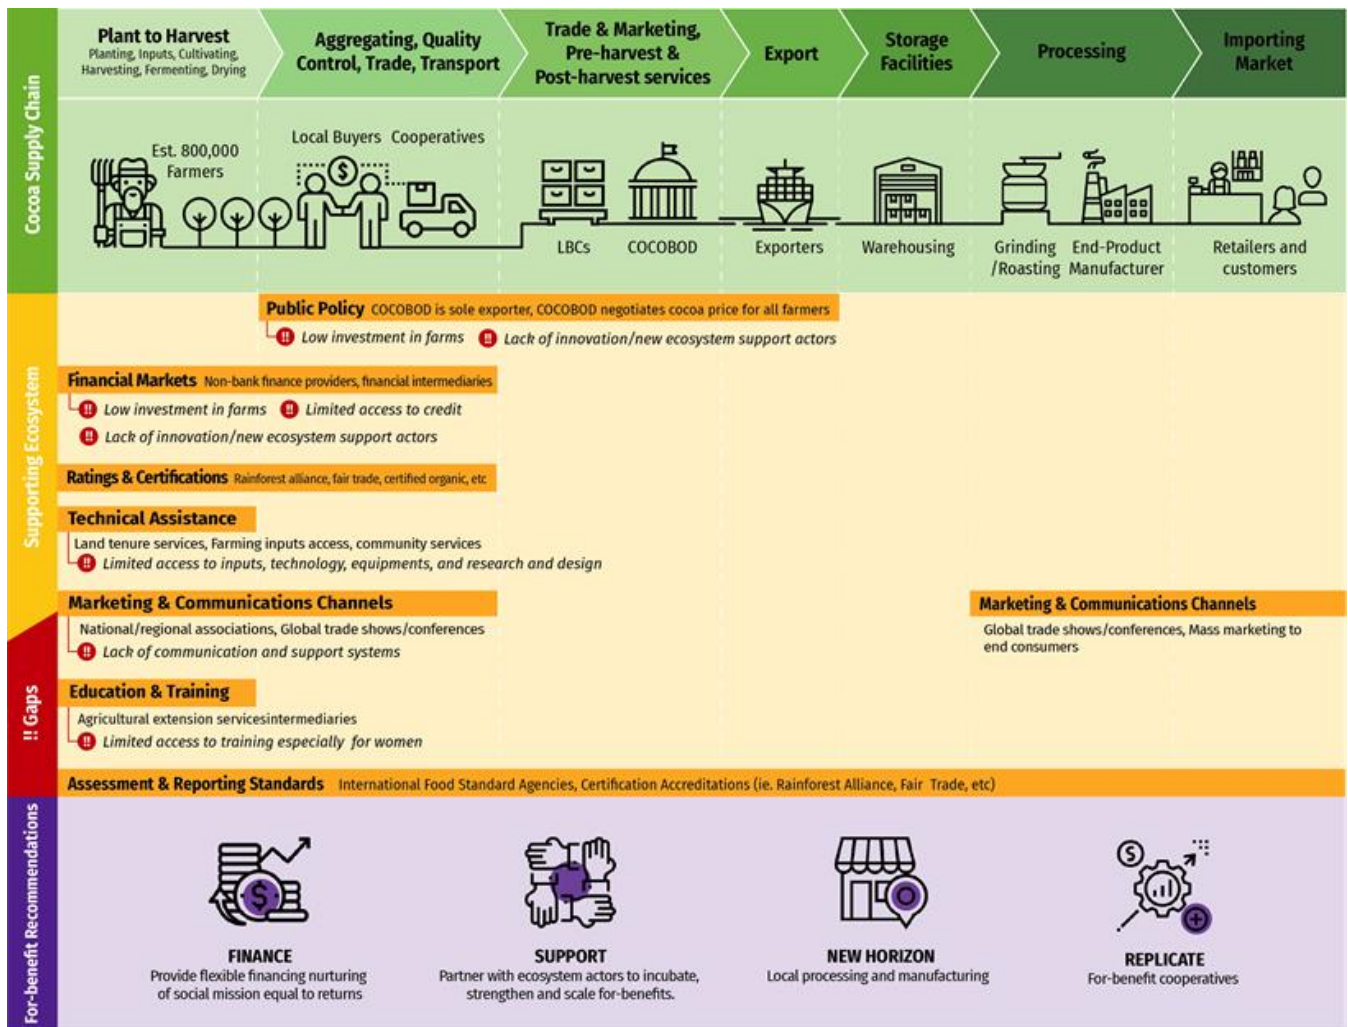 Cocoa Supply Chain
Plant to Harvest
Planting, Inputs, Cultivating,
Harvesting, Fermenting, Drying
Aggregating, Quality
Control, Trade, Transport
Trade & Marketing,
Pre-harvest &
Post-harvest services
Export
Storage
Facilities
Processing
Importing
Market
Est. 800,000
Farmers
Local Buyers
Cooperatives
$
LBCs
COCOBOD
Exporters
Warehousing
Grinding
/Roasting
End-Product
Manufacturer
Retailers and
customers
Supporting Ecosystem
Public Policy COCOBOD is sole exporter, COCOBOD negotiates cocoa price for all farmers
!! Low investment in farms !! Lack of innovation/new ecosystem support actors
Financial Markets Non-bank finance providers, financial intermediaries
!! Low investment in farms !! Limited access to credit
!! Lack of innovation/new ecosystem support actors
Ratings & Certifications Rainforest alliance, fair trade, certified organic, etc
Technical Assistance
Land tenure services, Farming inputs access, community services
!! Limited access to inputs, technology, equipments, and research and design
Marketing & Communications Channels
National/regional associations, Global trade shows/conferences
!! Lack of communication and support systems
Marketing & Communications Channels
Global trade shows/conferences, Mass marketing to
end consumers
!! Gaps
Education & Training
Agricultural extension servicesintermediaries
!! Limited access to training especially for women
Assessment & Reporting Standards International Food Standard Agencies, Certification Accreditations (ie. Rainforest Alliance, Fair Trade, etc)
For-benefit Recommendations
$
FINANCE
Provide flexible financing nurturing
of social mission equal to returns
SUPPORT
Partner with ecosystem actors to incubate,
strengthen and scale for-benefits.
NEW HORIZON
Local processing and manufacturing
$
REPLICATE
For-benefit cooperatives